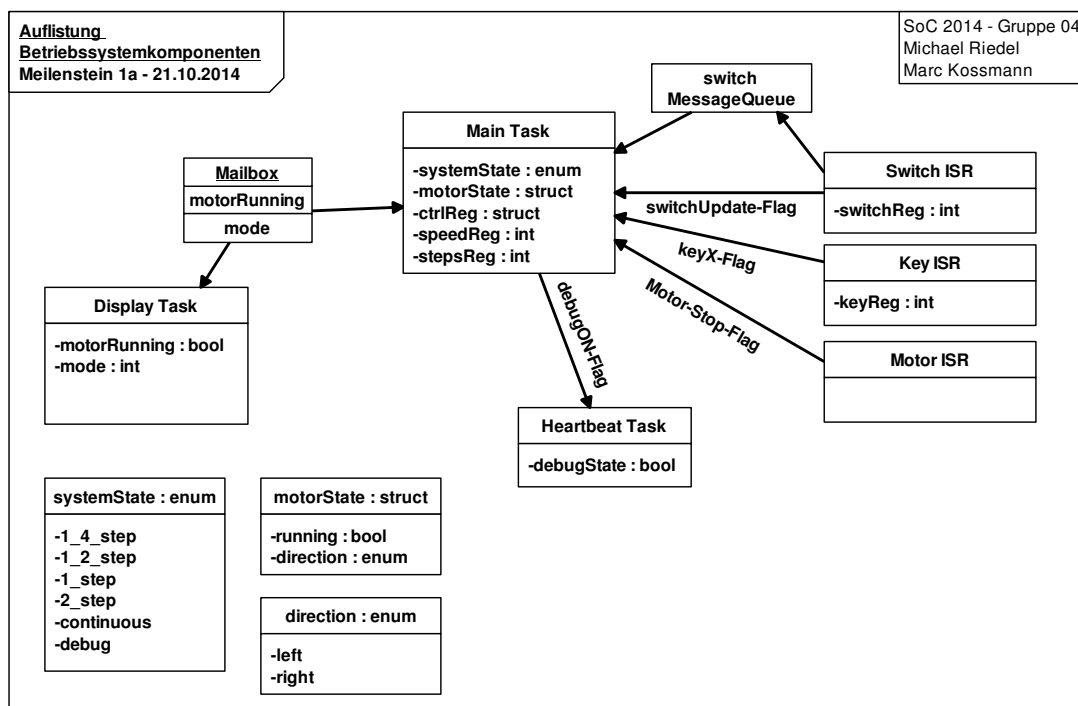 Auflistung
Betriebssystemkomponenten
Meilenstein 1a - 21.10.2014
SoC 2014 - Gruppe 04
Michael Riedel
Marc Kossmann
switch
MessageQueue
Main Task
-systemState : enum
-motorState : struct
-ctrlReg : struct
-speedReg : int
-stepsReg : int
Mailbox
motorRunning
mode
Switch ISR
-switchReg : int
switchUpdate-Flag
Key ISR
-keyReg : int
keyX-Flag
Motor-Stop-Flag
Motor ISR
debugON-Flag
Display Task
-motorRunning : bool
-mode : int
Heartbeat Task
-debugState : bool
systemState : enum
-1_4_step
-1_2_step
-1_step
-2_step
-continuous
-debug
motorState : struct
-running : bool
-direction : enum
direction : enum
-left
-right